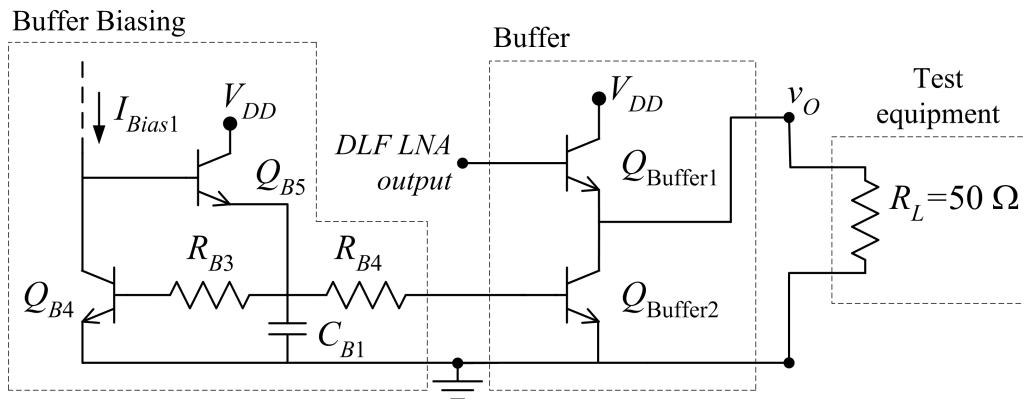 Buffer Biasing
Buffer
Test
equipment
I_Bias1
V_DD
V_DD
v_O
DLF LNA
output
Q_B5
Q_Buffer1
R_L=50 Ω
R_B3
R_B4
Q_B4
Q_Buffer2
C_B1